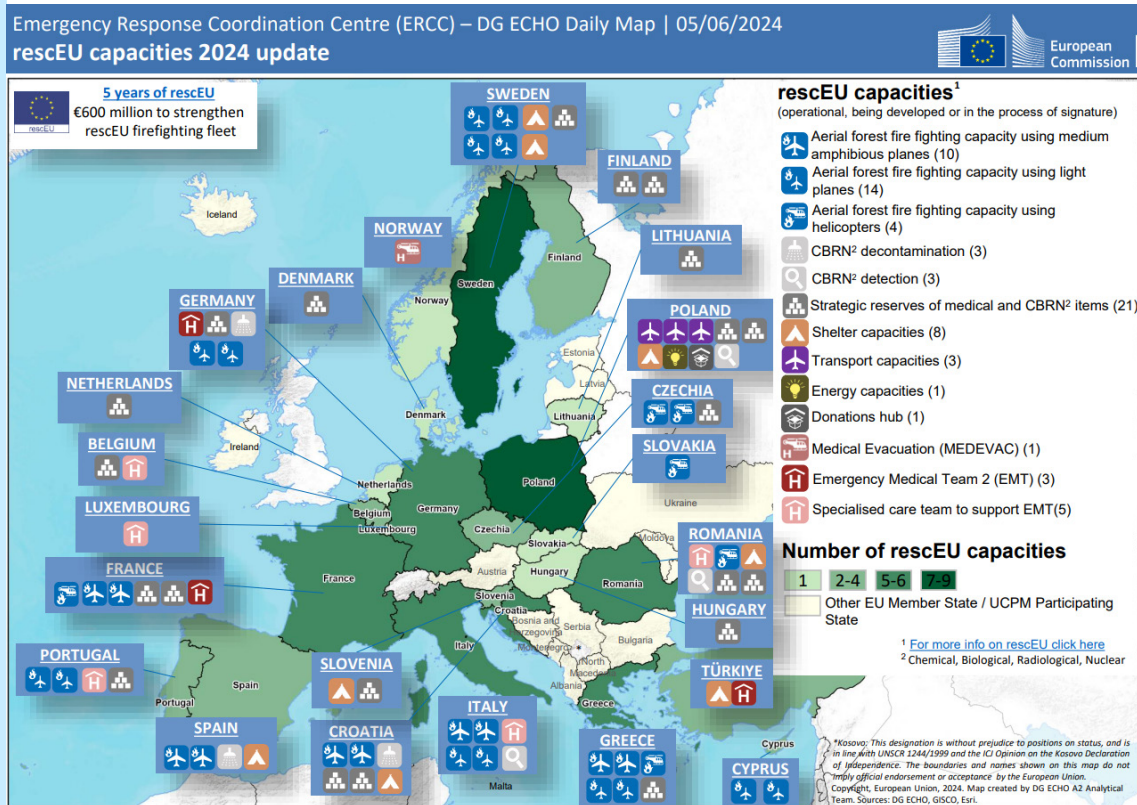 Emergency Response Coordination Centre (ERCC) – DG ECHO Daily Map | 05/06/2024
rescEU capacities 2024 update
European
Commission
rescEU
5 years of rescEU
€600 million to strengthen
rescEU firefighting fleet
SWEDEN
FINLAND
NORWAY
LITHUANIA
DENMARK
GERMANY
H
POLAND
NETHERLANDS
CZECHIA
BELGIUM
H
SLOVAKIA
LUXEMBOURG
H
ROMANIA
H
FRANCE
H
HUNGARY
PORTUGAL
H
SLOVENIA
TÜRKIYE
H
SPAIN
CROATIA
ITALY
H
GREECE
CYPRUS
H
Iceland
Sweden
Finland
Norway
Estonia
Latvia
Denmark
Lithuania
Ireland
Netherlands
Poland
Belgium
Germany
Ukraine
Luxembourg
Czechia
Slovakia
Moldova
France
Austria
Hungary
Romania
Slovenia
Croatia
Bosnia and
Herzegovina
Serbia
Italy
Montenegro
*
Bulgaria
North
Macedonia
Albania
Spain
Portugal
Greece
Malta
Cyprus
rescEU capacities¹
(operational, being developed or in the process of signature)
Aerial forest fire fighting capacity using medium
amphibious planes (10)
Aerial forest fire fighting capacity using light
planes (14)
Aerial forest fire fighting capacity using
helicopters (4)
CBRN² decontamination (3)
CBRN² detection (3)
Strategic reserves of medical and CBRN² items (21)
Shelter capacities (8)
Transport capacities (3)
Energy capacities (1)
Donations hub (1)
H Medical Evacuation (MEDEVAC) (1)
H Emergency Medical Team 2 (EMT) (3)
H Specialised care team to support EMT(5)
Number of rescEU capacities
1 2-4 5-6 7-9
Other EU Member State / UCPM Participating
State
¹ For more info on rescEU click here
² Chemical, Biological, Radiological, Nuclear
*Kosovo: This designation is without prejudice to positions on status, and is
in line with UNSCR 1244/1999 and the ICJ Opinion on the Kosovo Declaration
of Independence. The boundaries and names shown on this map do not
imply official endorsement or acceptance by the European Union.
Copyright, European Union, 2024. Map created by DG ECHO A2 Analytical
Team. Sources: DG ECHO, GISCO, Esri.